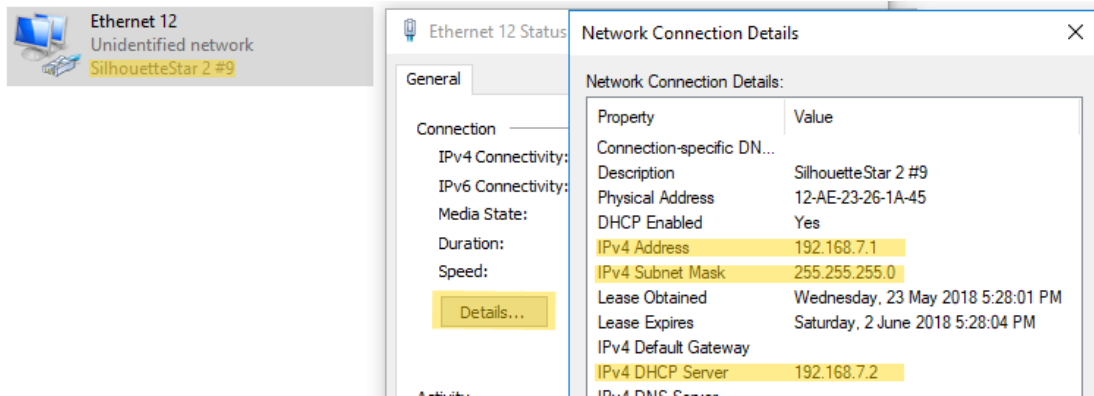 Ethernet 12
Unidentified network
SilhouetteStar 2 #9
Ethernet 12 Status
General
Connection
IPv4 Connectivity:
IPv6 Connectivity:
Media State:
Duration:
Speed:
Details...
Activity
Network Connection Details
Network Connection Details:
Property Value
Connection-specific DN...
Description SilhouetteStar 2 #9
Physical Address 12-AE-23-26-1A-45
DHCP Enabled Yes
IPv4 Address 192.168.7.1
IPv4 Subnet Mask 255.255.255.0
Lease Obtained Wednesday, 23 May 2018 5:28:01 PM
Lease Expires Saturday, 2 June 2018 5:28:04 PM
IPv4 Default Gateway
IPv4 DHCP Server 192.168.7.2
IPv4 DNS Server